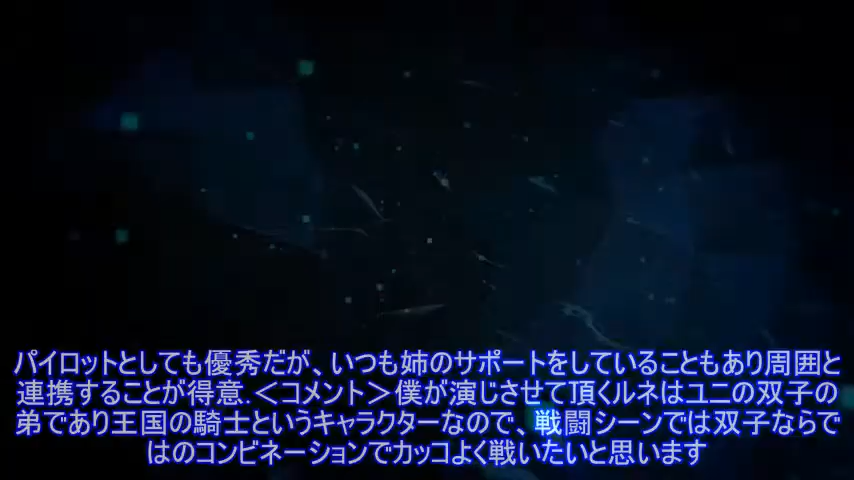 パイロットとしても優秀だが、いつも姉のサポートをしていることもあり周囲と
連携することが得意.＜コメント＞僕が演じさせて頂くルネはユニの双子の
弟であり王国の騎士というキャラクターなので、戦闘シーンでは双子ならで
はのコンビネーションでカッコよく戦いたいと思います